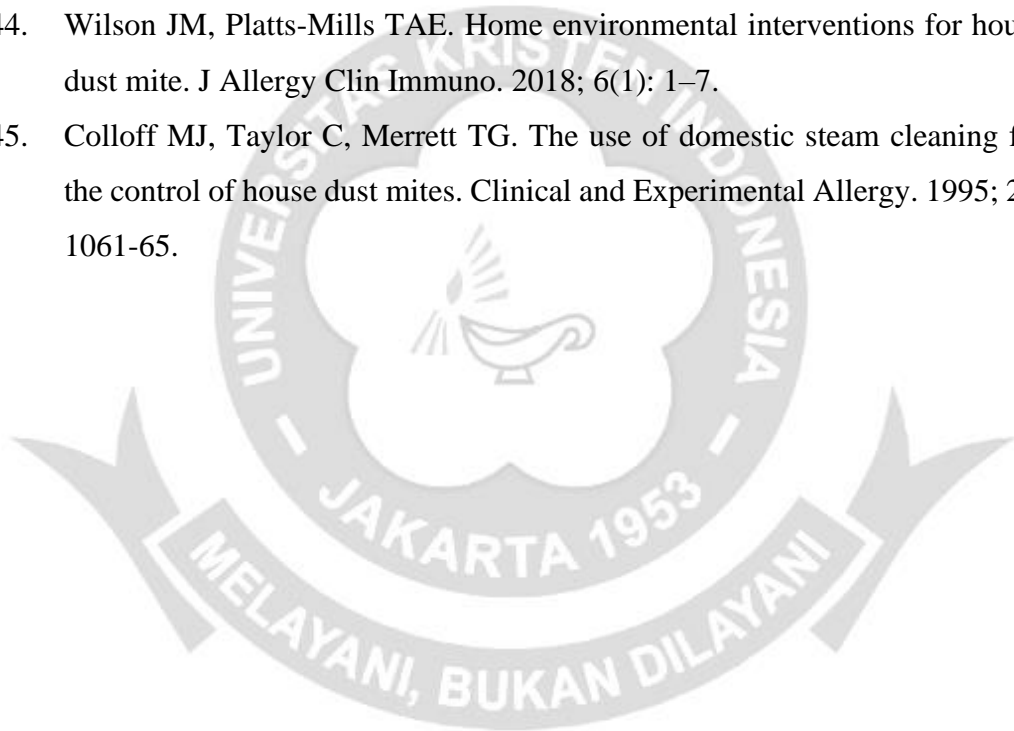 44. Wilson JM, Platts-Mills TAE. Home environmental interventions for hou
dust mite. J Allergy Clin Immuno. 2018; 6(1): 1–7.
45. Colloff MJ, Taylor C, Merrett TG. The use of domestic steam cleaning f
the control of house dust mites. Clinical and Experimental Allergy. 1995; 2
1061-65.
UNIVERSITAS KRISTEN INDONESIA
- JAKARTA 1953 -
MELAYANI, BUKAN DILAYANI